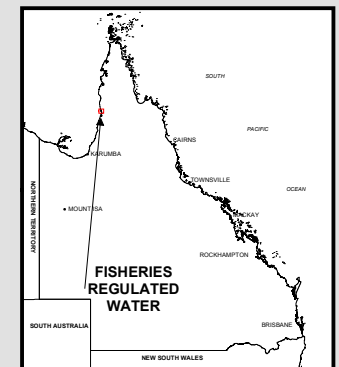 SOUTH
PACIFIC
OCEAN
CAIRNS
KARUMBA
TOWNSVILLE
NORTHERN TERRITORY
MOUNT ISA
MACKAY
ROCKHAMPTON
FISHERIES
REGULATED
WATER
SOUTH AUSTRALIA
BRISBANE
NEW SOUTH WALES